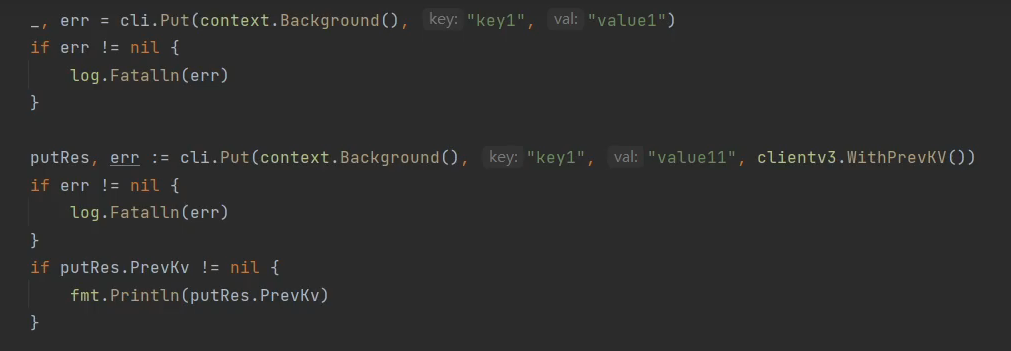 _, err = cli.Put(context.Background(), key: "key1", val: "value1")
if err != nil {
    log.Fatalln(err)
}

putRes, err := cli.Put(context.Background(), key: "key1", val: "value11", clientv3.WithPrevKV())
if err != nil {
    log.Fatalln(err)
}
if putRes.PrevKv != nil {
    fmt.Println(putRes.PrevKv)
}